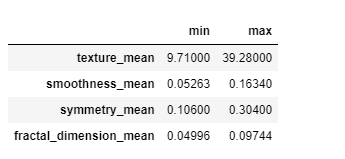 min max
texture_mean 9.71000 39.28000
smoothness_mean 0.05263 0.16340
symmetry_mean 0.10600 0.30400
fractal_dimension_mean 0.04996 0.09744